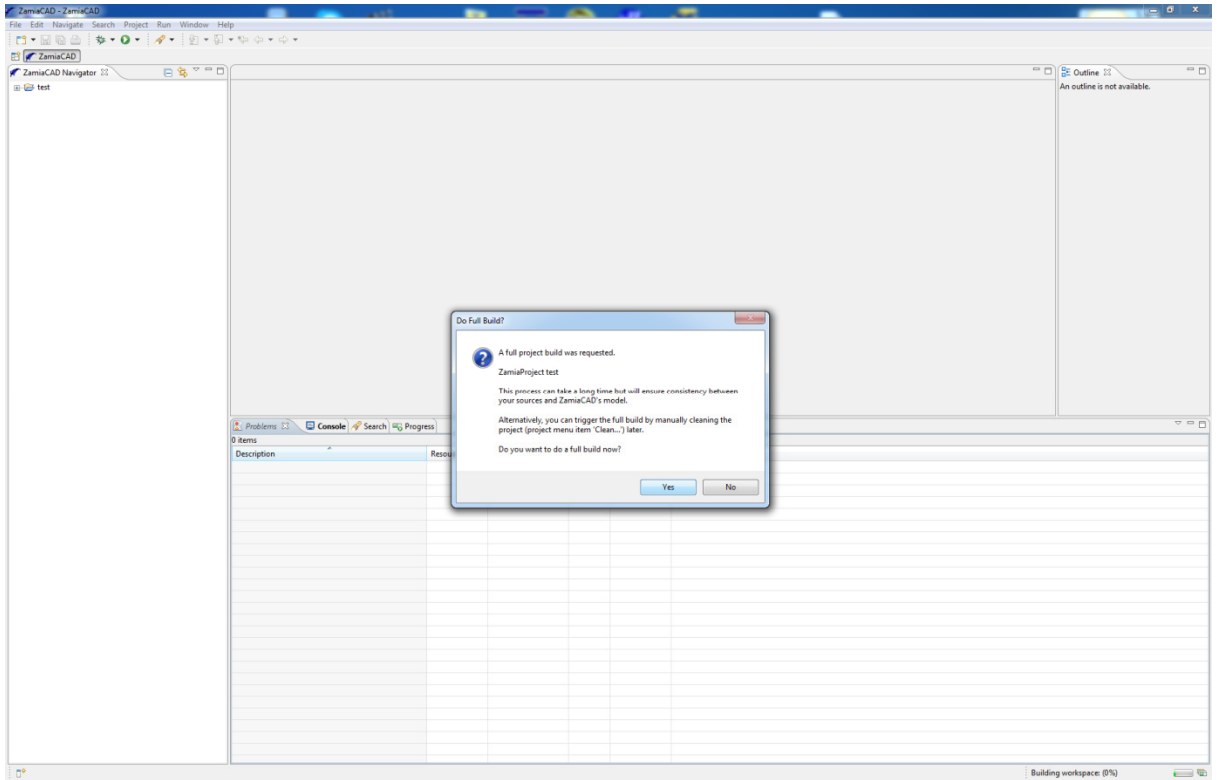 ZamiaCAD - ZamiaCAD
File Edit Navigate Search Project Run Window Help
ZamiaCAD
ZamiaCAD Navigator
Outline
test
An outline is not available.
Do Full Build?
A full project build was requested.
ZamiaProject test
This process can take a long time but will ensure consistency between
your sources and ZamiaCAD's model.
Alternatively, you can trigger the full build by manually cleaning the
project (project menu item 'Clean...') later.
Do you want to do a full build now?
Yes No
Problems Console Search Progress
0 items
Description Resou
Building workspace: (0%)